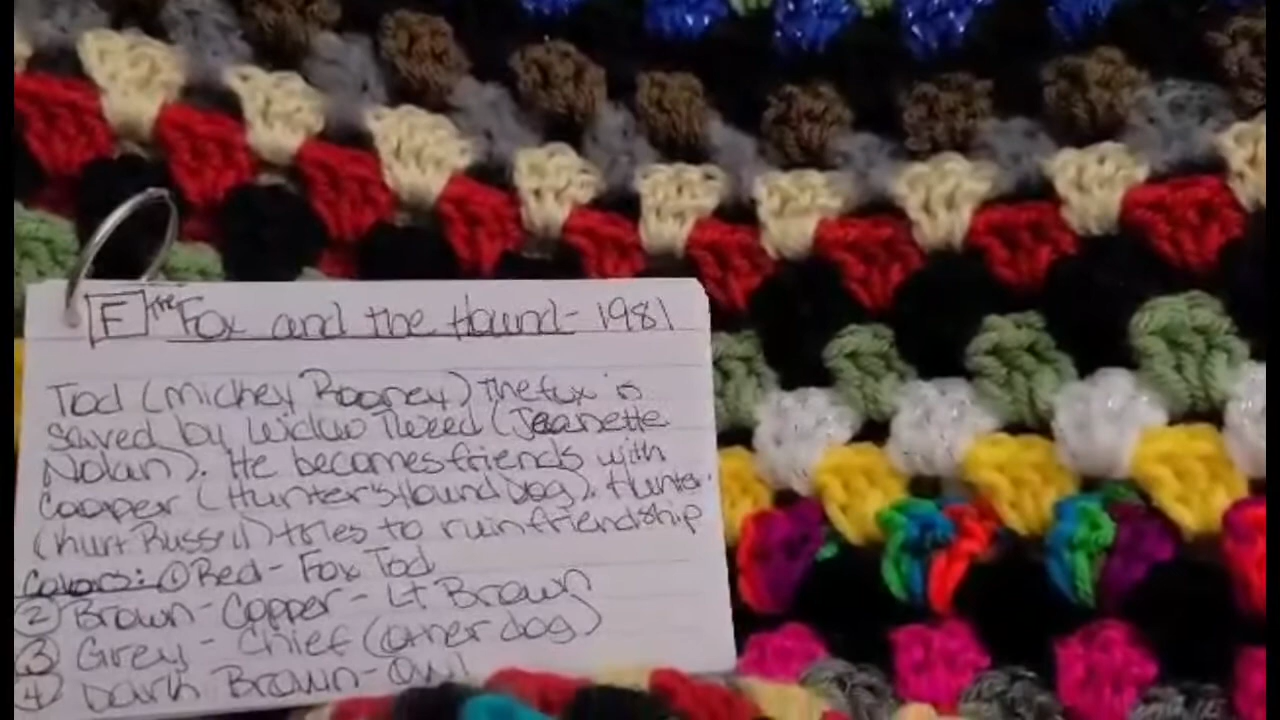 F The Fox and the Hound - 1981
Tod (Mickey Rooney) the fox is
saved by Widow Tweed (Jeanette
Nolan). He becomes friends with
Cooper (Hunter's Hound Dog). Hunter
(Kurt Russell) tries to ruin friendship
Colors: ① Red - Fox Tod
② Brown - Copper - Lt Brown
③ Grey - Chief (other dog)
④ Dark Brown - Owl